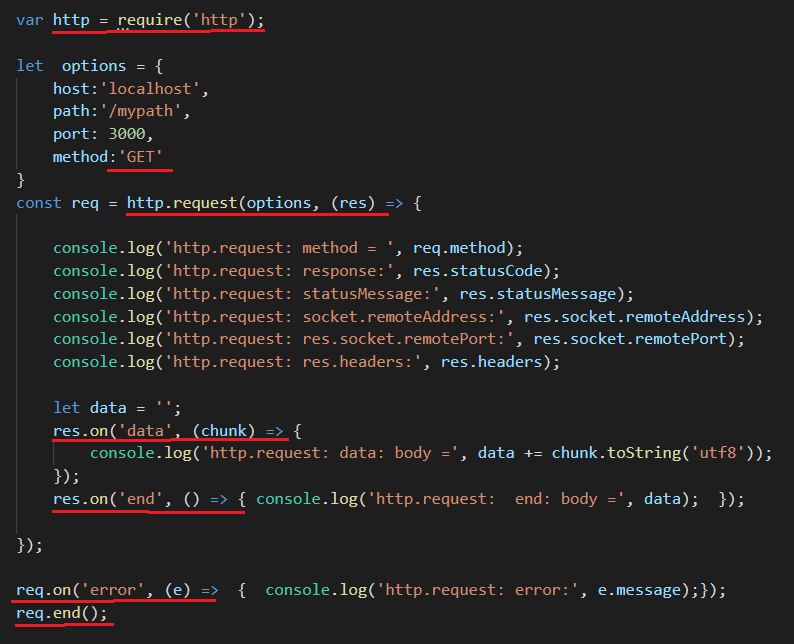 var http = require('http');
let  options = {
host:'localhost',
path:'/mypath',
port: 3000,
method:'GET'
}
const req = http.request(options, (res) => {
console.log('http.request: method = ', req.method);
console.log('http.request: response:', res.statusCode);
console.log('http.request: statusMessage:', res.statusMessage);
console.log('http.request: socket.remoteAddress:', res.socket.remoteAddress);
console.log('http.request: res.socket.remotePort:', res.socket.remotePort);
console.log('http.request: res.headers:', res.headers);
let data = '';
res.on('data', (chunk) => {
console.log('http.request: data: body =', data += chunk.toString('utf8'));
});
res.on('end', () => { console.log('http.request:  end: body =', data);  });
});
req.on('error', (e) =>  {  console.log('http.request: error:', e.message);});
req.end();